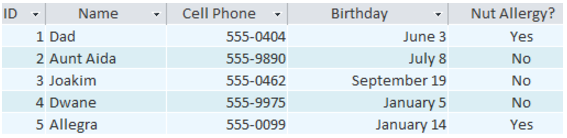 ID Name Cell Phone Birthday Nut Allergy?
1 Dad 555-0404 June 3 Yes
2 Aunt Aida 555-9890 July 8 No
3 Joakim 555-0462 September 19 No
4 Dwane 555-9975 January 5 No
5 Allegra 555-0099 January 14 Yes